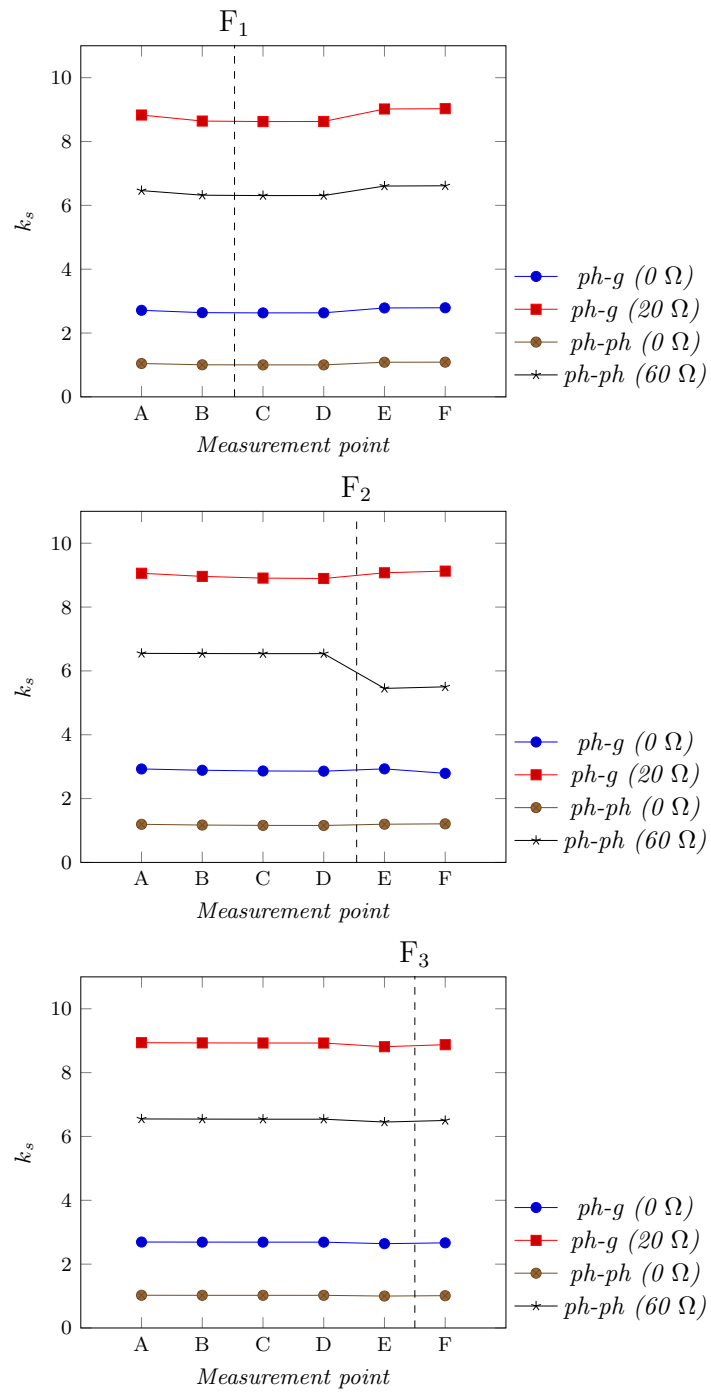 F1
10
8
6
4
2
0
k_s
A B C D E F
Measurement point
ph-g (0 Ω)
ph-g (20 Ω)
ph-ph (0 Ω)
ph-ph (60 Ω)
F2
10
8
6
4
2
0
k_s
A B C D E F
Measurement point
ph-g (0 Ω)
ph-g (20 Ω)
ph-ph (0 Ω)
ph-ph (60 Ω)
F3
10
8
6
4
2
0
k_s
A B C D E F
Measurement point
ph-g (0 Ω)
ph-g (20 Ω)
ph-ph (0 Ω)
ph-ph (60 Ω)